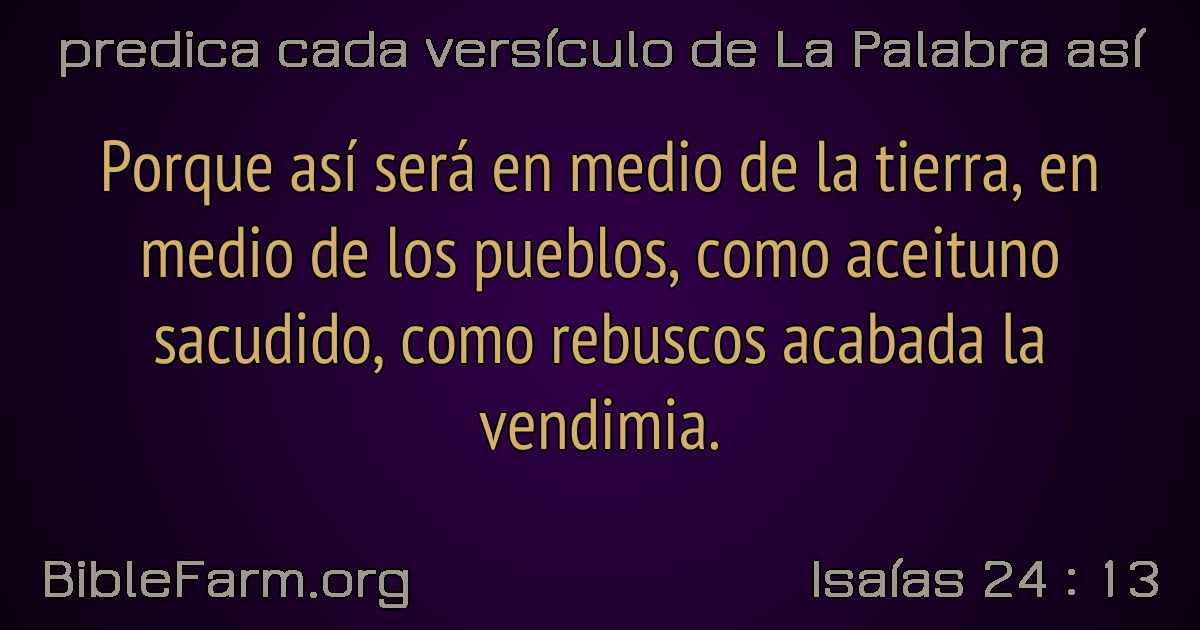 predica cada versículo de La Palabra así
Porque así será en medio de la tierra, en
medio de los pueblos, como aceituno
sacudido, como rebuscos acabada la
vendimia.
BibleFarm.org
Isaías 24 : 13